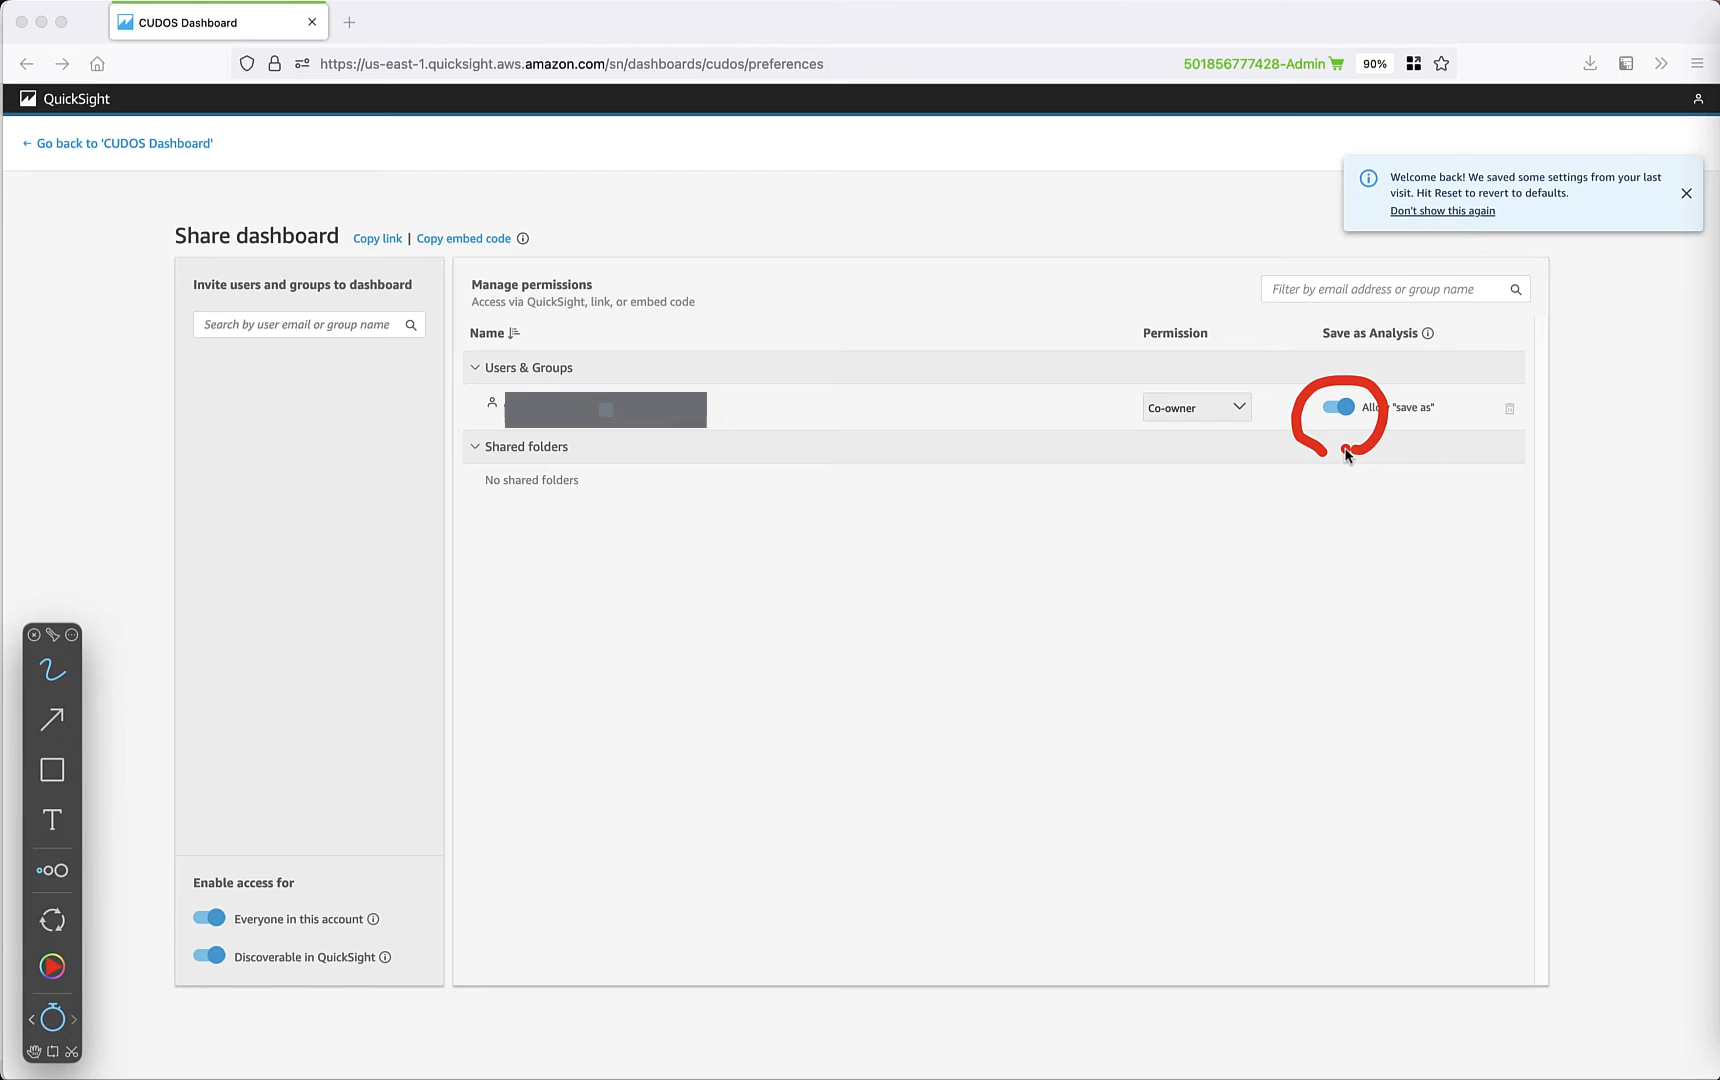 CUDOS Dashboard
https://us-east-1.quicksight.aws.amazon.com/sn/dashboards/cudos/preferences
501856777428-Admin
90%
QuickSight
← Go back to 'CUDOS Dashboard'
Welcome back! We saved some settings from your last
visit. Hit Reset to revert to defaults.
Don't show this again
Share dashboard Copy link | Copy embed code
Invite users and groups to dashboard
Search by user email or group name
Manage permissions
Access via QuickSight, link, or embed code
Filter by email address or group name
Name Permission Save as Analysis
Users & Groups
Co-owner
"save as"
Shared folders
No shared folders
Enable access for
Everyone in this account
Discoverable in QuickSight
T